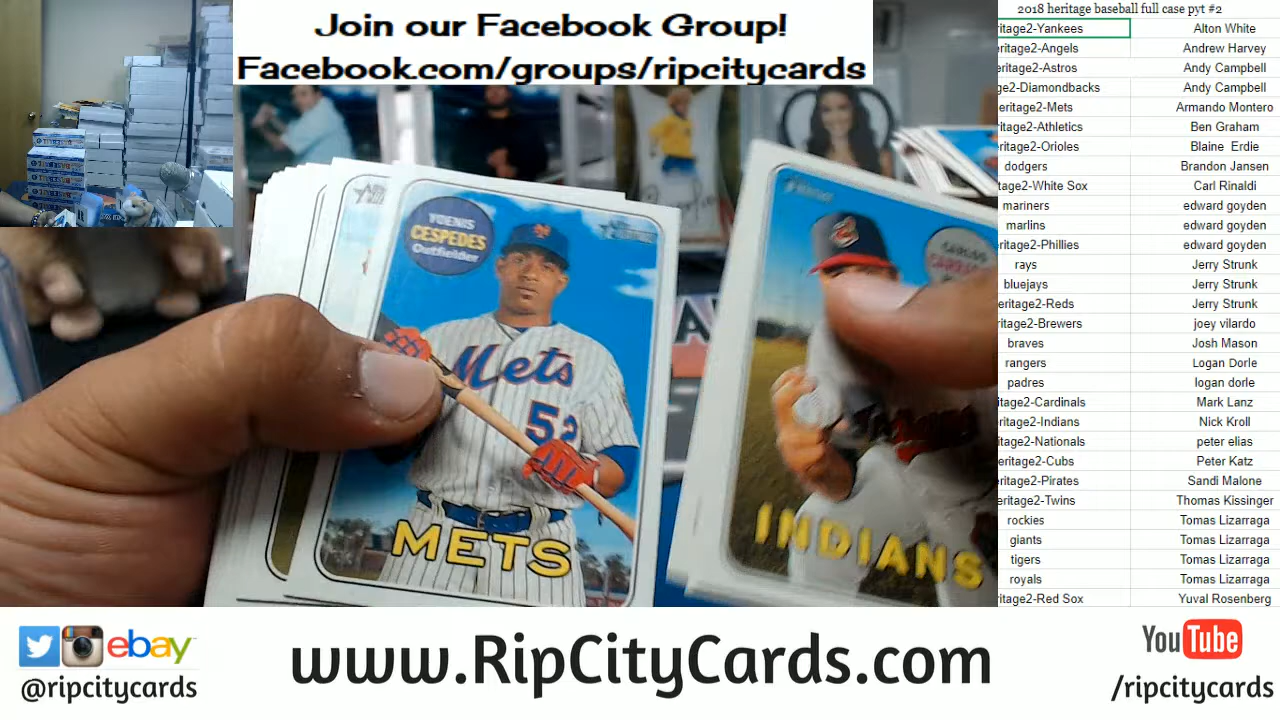 Join our Facebook Group!
Facebook.com/groups/ripcitycards
2018 heritage baseball full case pyt #2
ritage2-Yankees Alton White
eritage2-Angels Andrew Harvey
eritage2-Astros Andy Campbell
ge2-Diamondbacks Andy Campbell
eritage2-Mets Armando Montero
eritage2-Athletics Ben Graham
eritage2-Orioles Blaine Erdie
dodgers Brandon Jansen
tage2-White Sox Carl Rinaldi
mariners edward goyden
marlins edward goyden
eritage2-Phillies edward goyden
rays Jerry Strunk
bluejays Jerry Strunk
eritage2-Reds Jerry Strunk
eritage2-Brewers joey vilardo
braves Josh Mason
rangers Logan Dorle
padres logan dorle
itage2-Cardinals Mark Lanz
ritage2-Indians Nick Kroll
itage2-Nationals peter elias
eritage2-Cubs Peter Katz
eritage2-Pirates Sandi Malone
eritage2-Twins Thomas Kissinger
rockies Tomas Lizarraga
giants Tomas Lizarraga
tigers Tomas Lizarraga
royals Tomas Lizarraga
ritage2-Red Sox Yuval Rosenberg
YOENIS
CESPEDES
Outfielder
Mets
52
METS
CARLOS
INDIANS
ebay
@ripcitycards
www.RipCityCards.com
YouTube
/ripcitycards